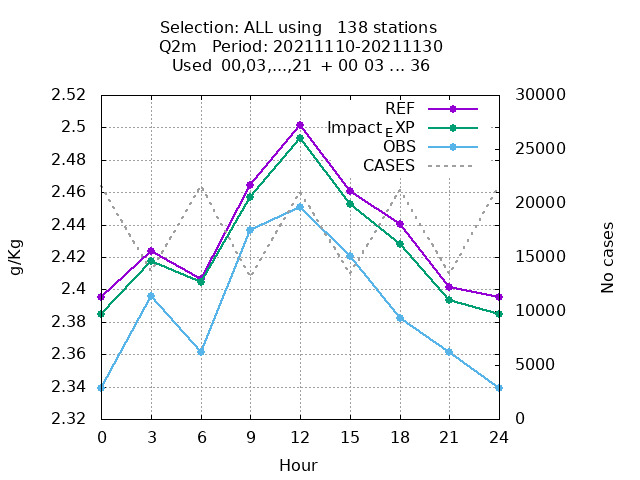 Selection: ALL using   138 stations
Q2m   Period: 20211110-20211130
Used  00,03,...,21  + 00 03 ... 36
2.52
2.5
2.48
2.46
2.44
2.42
2.4
2.38
2.36
2.34
2.32
30000
25000
20000
15000
10000
5000
0
REF
Impact_EXP
OBS
CASES
g/Kg
No cases
0 3 6 9 12 15 18 21 24
Hour